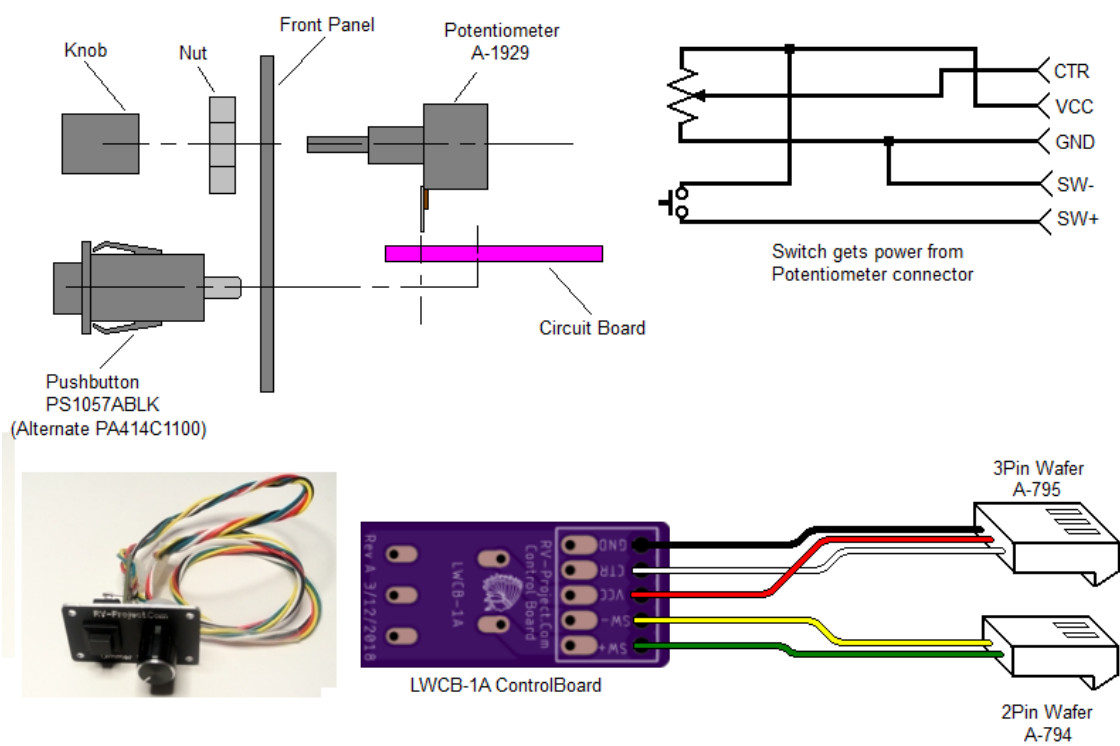 Front Panel
Potentiometer
A-1929
Knob
Nut
CTR
VCC
GND
SW-
SW+
Switch gets power from
Potentiometer connector
Circuit Board
Pushbutton
PS1057ABLK
(Alternate PA414C1100)
RV-Project.Com
3Pin Wafer
A-795
Rev A 3/12/2018
LWCB-1A
RV-Project.Com
Control Board
GND
CTR
VCC
SW-
SW+
LWCB-1A ControlBoard
2Pin Wafer
A-794